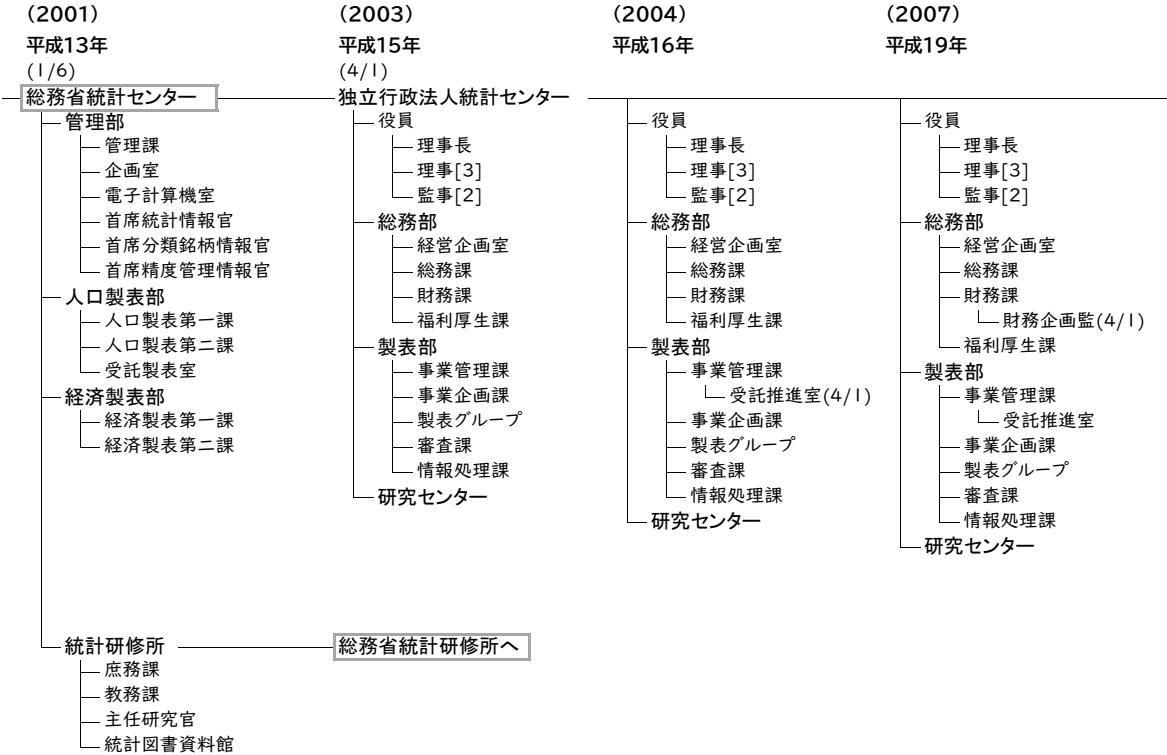 (2001)
平成13年
(1/6)
総務省統計センター
管理部
管理課
企画室
電子計算機室
首席統計情報官
首席分類銘柄情報官
首席精度管理情報官
人口製表部
人口製表第一課
人口製表第二課
受託製表室
経済製表部
経済製表第一課
経済製表第二課
統計研修所
庶務課
教務課
主任研究官
統計図書資料館
(2003)
平成15年
(4/1)
独立行政法人統計センター
役員
理事長
理事[3]
監事[2]
総務部
経営企画室
総務課
財務課
福利厚生課
製表部
事業管理課
事業企画課
製表グループ
審査課
情報処理課
研究センター
総務省統計研修所へ
(2004)
平成16年
役員
理事長
理事[3]
監事[2]
総務部
経営企画室
総務課
財務課
福利厚生課
製表部
事業管理課
受託推進室(4/1)
事業企画課
製表グループ
審査課
情報処理課
研究センター
(2007)
平成19年
役員
理事長
理事[3]
監事[2]
総務部
経営企画室
総務課
財務課
財務企画監(4/1)
福利厚生課
製表部
事業管理課
受託推進室
事業企画課
製表グループ
審査課
情報処理課
研究センター